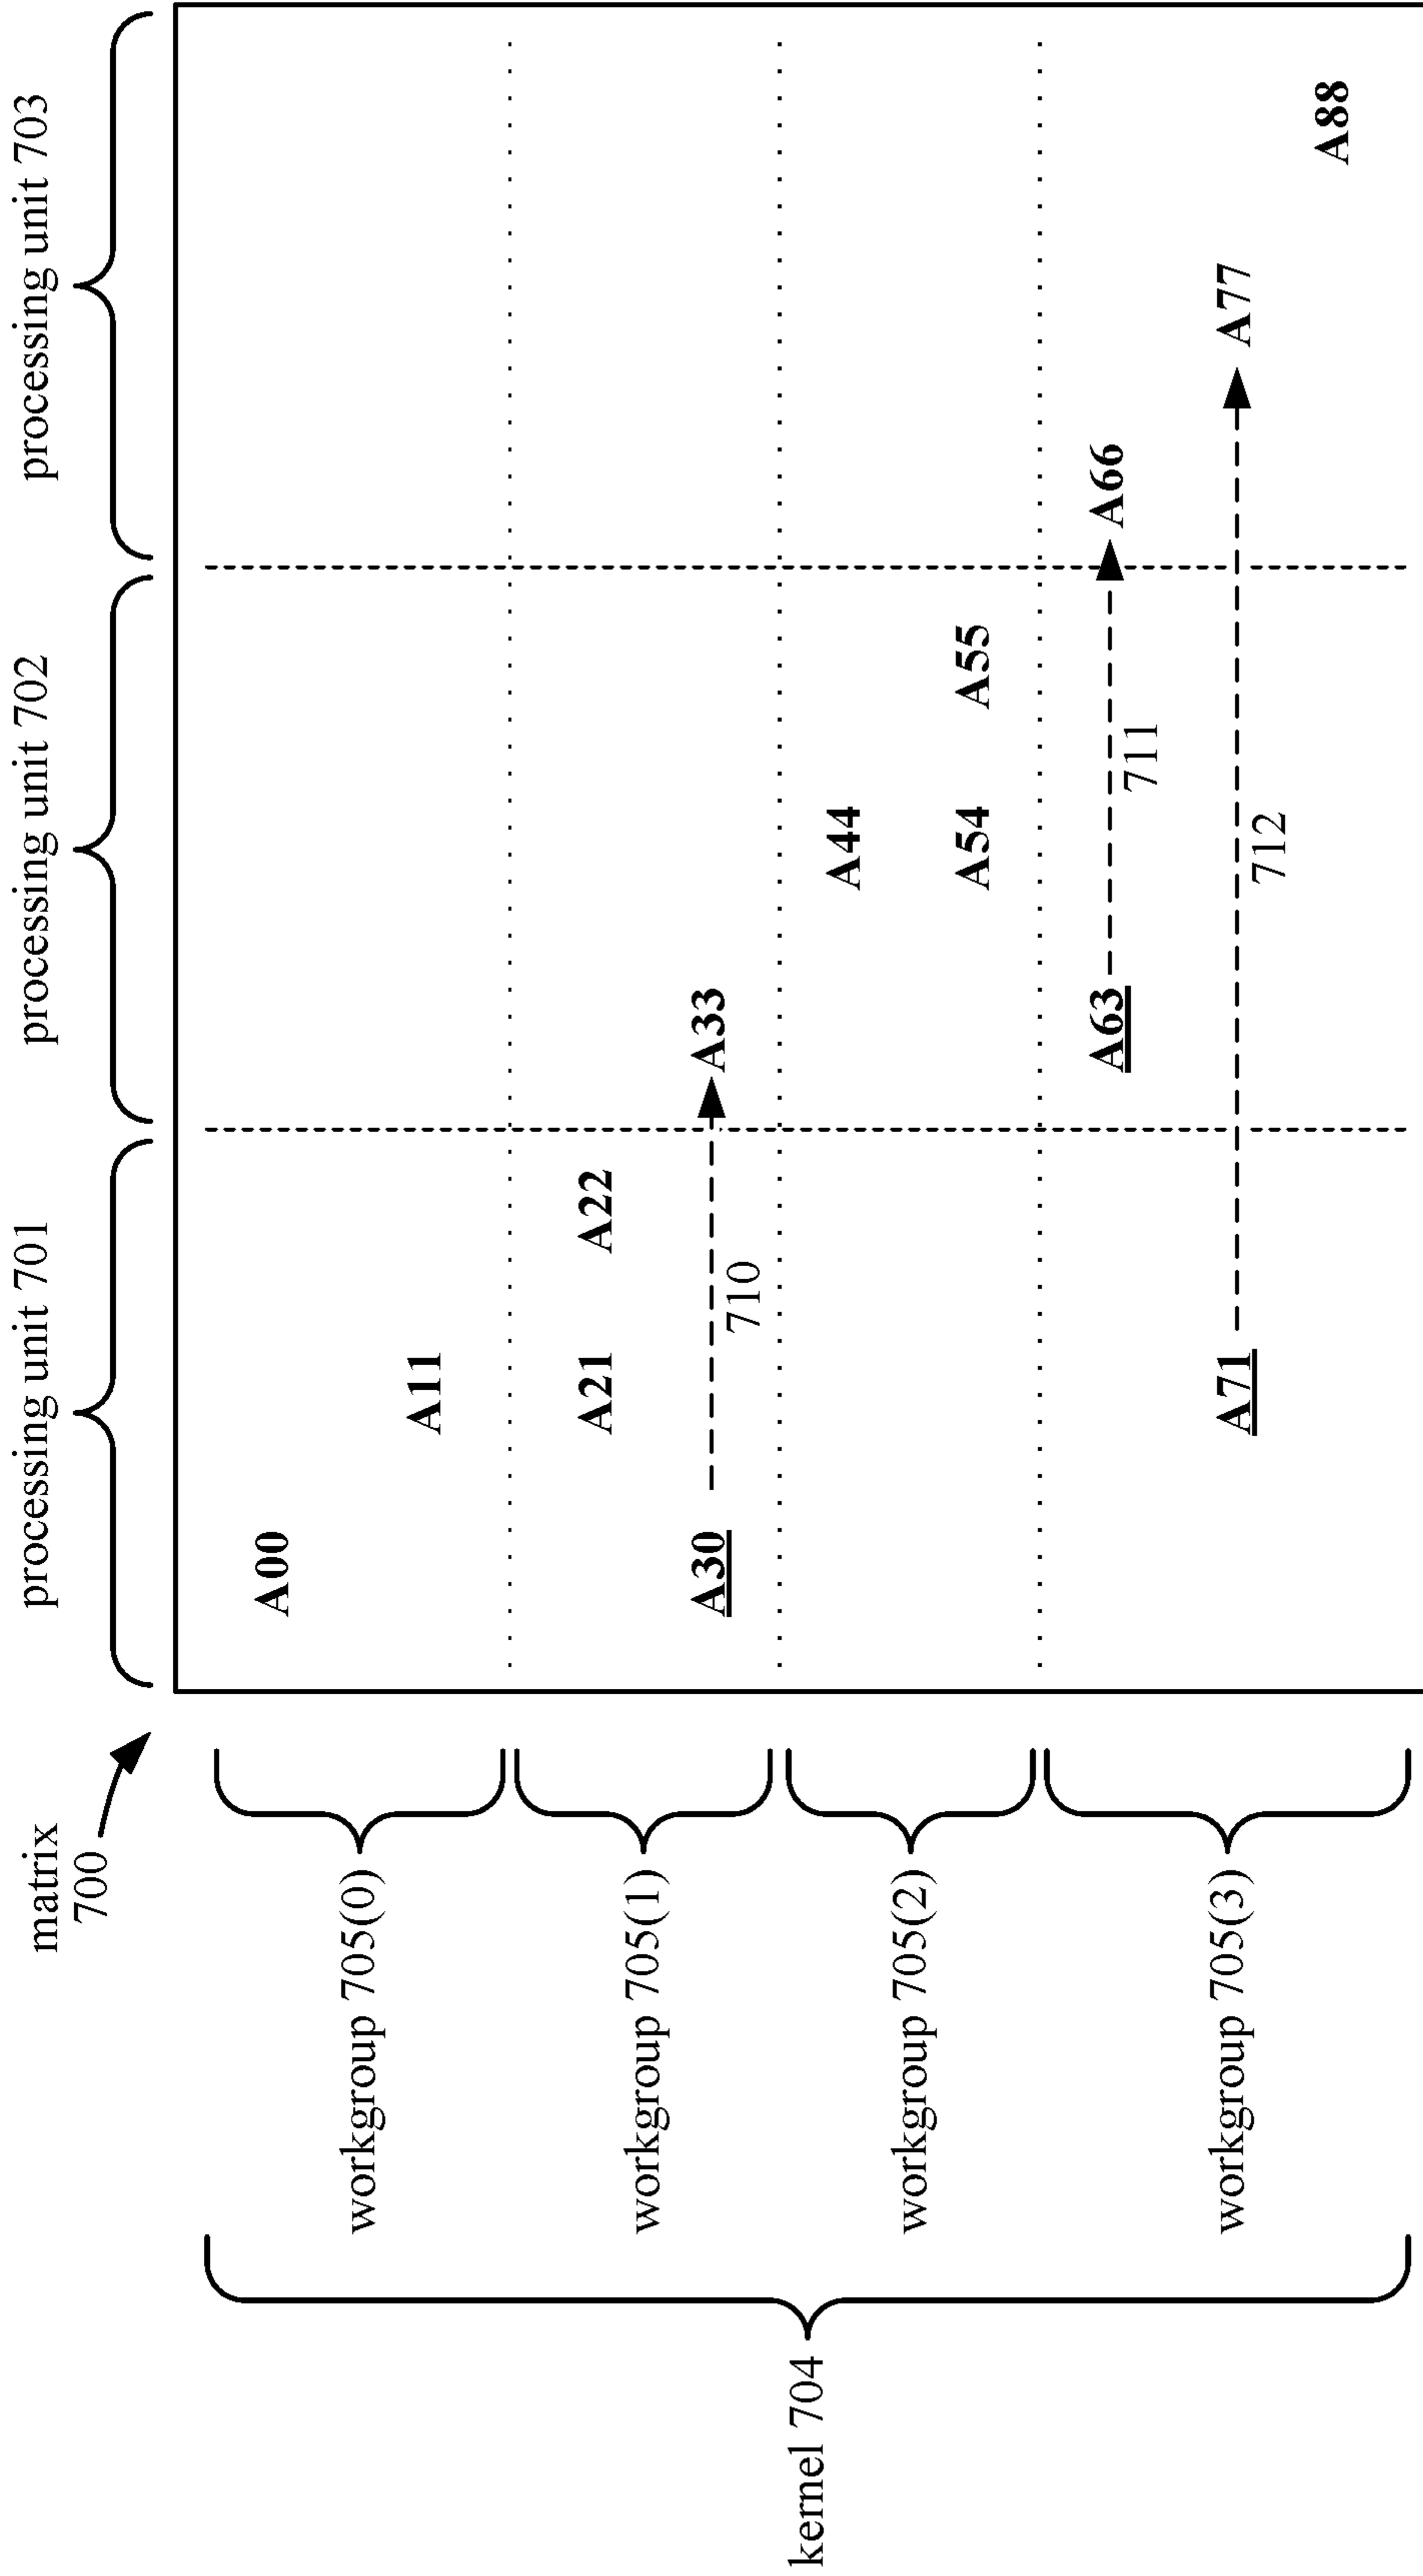 matrix
700
processing unit 701
processing unit 702
processing unit 703
kernel 704
workgroup 705(0)
A00
A11
workgroup 705(1)
A21
A22
A30
710
A33
workgroup 705(2)
A44
A54
A55
workgroup 705(3)
A63
711
A66
A71
712
A77
A88